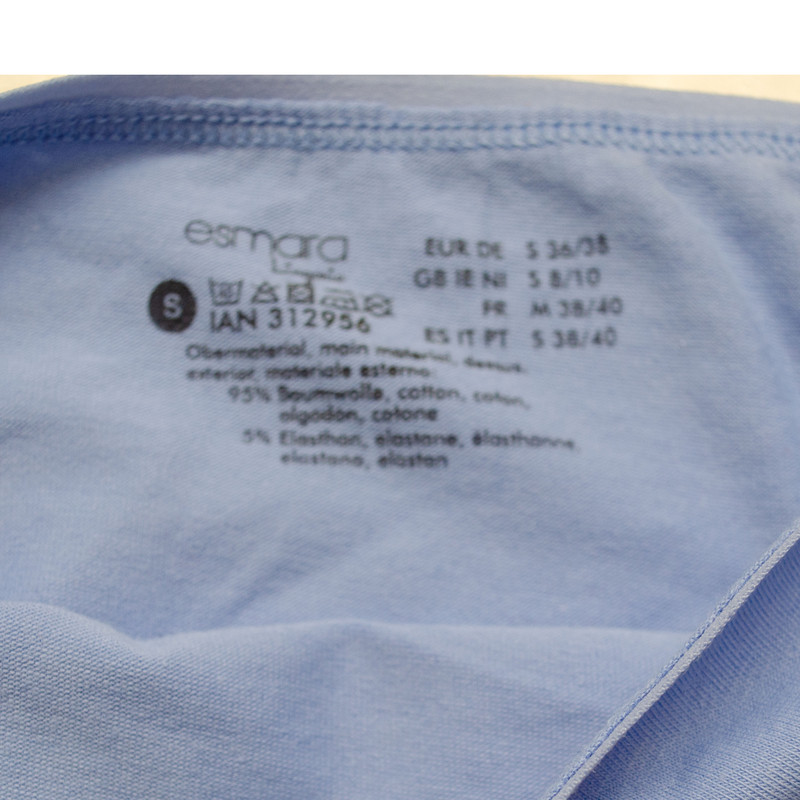 esmara
S
IAN 312956
EUR DE S 36/38
GB IE NI S 8/10
FR M 38/40
ES IT PT S 38/40
Obermaterial, main material, dessus,
exterior, materiale esterno:
95% Baumwolle, cotton, coton,
algodón, cotone
5% Elasthan, elastane, élasthanne,
elastano, elastan